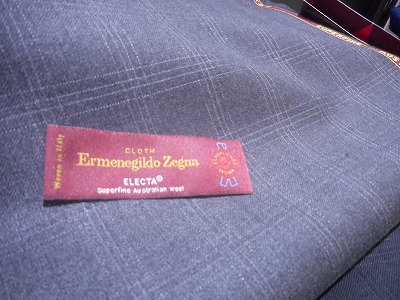 Woven in Italy
CLOTH
Ermenegildo Zegna
ELECTA®
Superfine Australian wool